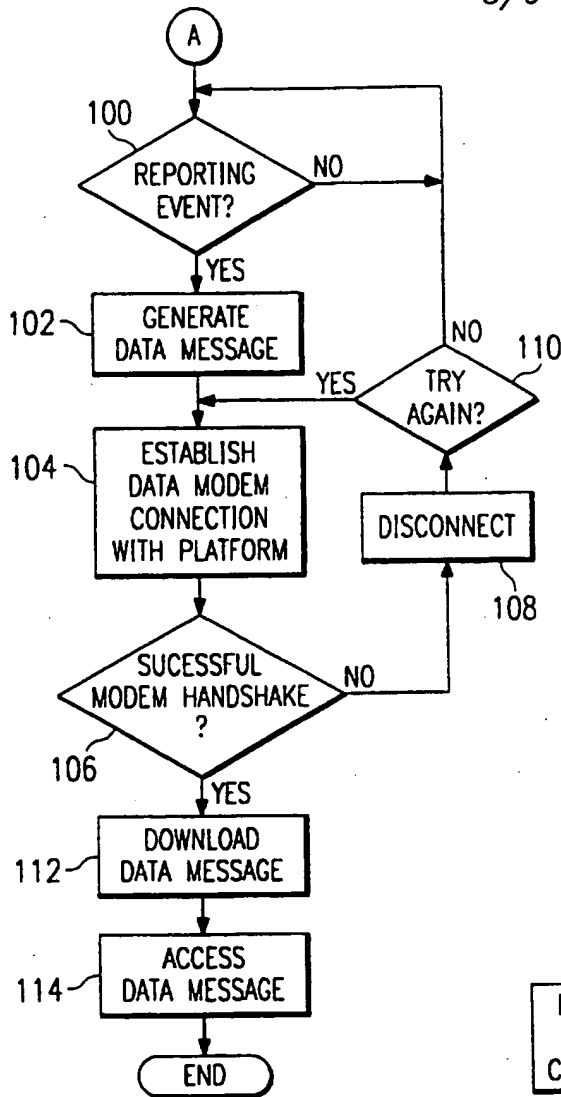 A
100
REPORTING
EVENT?
NO
YES
102
GENERATE
DATA MESSAGE
NO
110
YES
TRY
AGAIN?
104
ESTABLISH
DATA MODEM
CONNECTION
WITH PLATFORM
DISCONNECT
108
SUCESSFUL
MODEM HANDSHAKE
?
NO
106
YES
112
DOWNLOAD
DATA MESSAGE
114
ACCESS
DATA MESSAGE
END
C